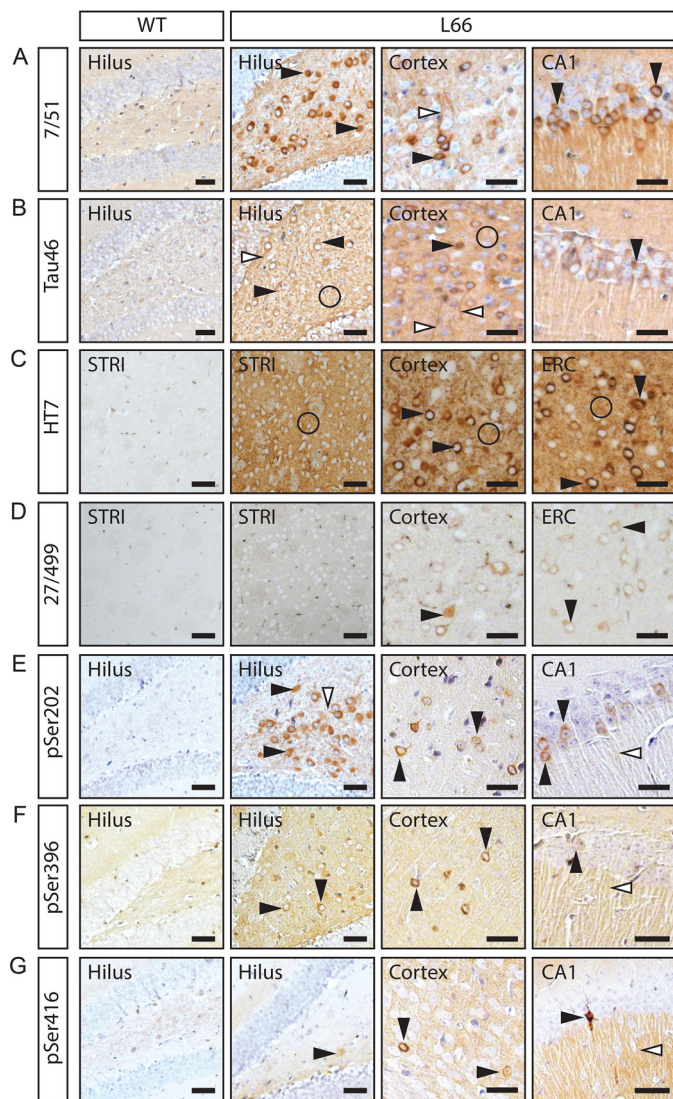 WT L66
A 7/51 Hilus Hilus Cortex CA1
B Tau46 Hilus Hilus Cortex CA1
C HT7 STRI STRI Cortex ERC
D 27/499 STRI STRI Cortex ERC
E pSer202 Hilus Hilus Cortex CA1
F pSer396 Hilus Hilus Cortex CA1
G pSer416 Hilus Hilus Cortex CA1